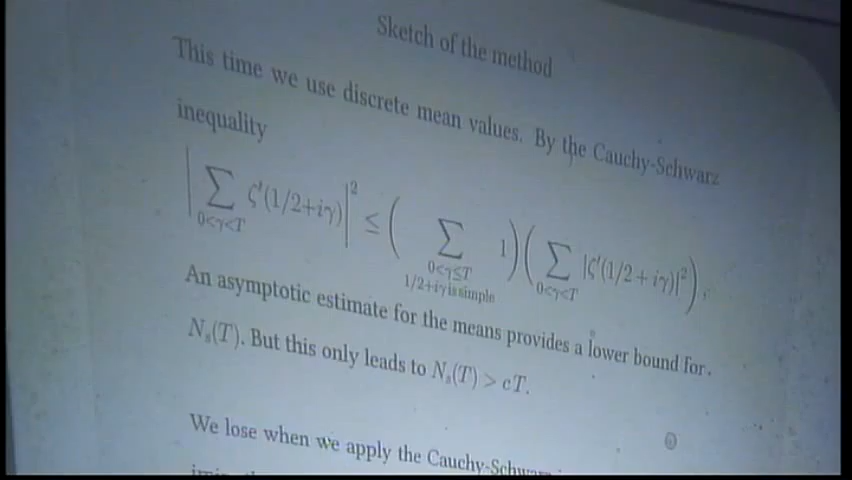 Sketch of the method
This time we use discrete mean values. By the Cauchy-Schwarz
inequality
|∑_{0<γ<T} ζ′(1/2+iγ)|² ≤ (∑_{0<γ≤T, 1/2+iγ is simple} 1)(∑_{0<γ<T} |ζ′(1/2+iγ)|²),
An asymptotic estimate for the means provides a lower bound for
N_s(T). But this only leads to N_s(T) > cT.
We lose when we apply the Cauchy-Schwarz